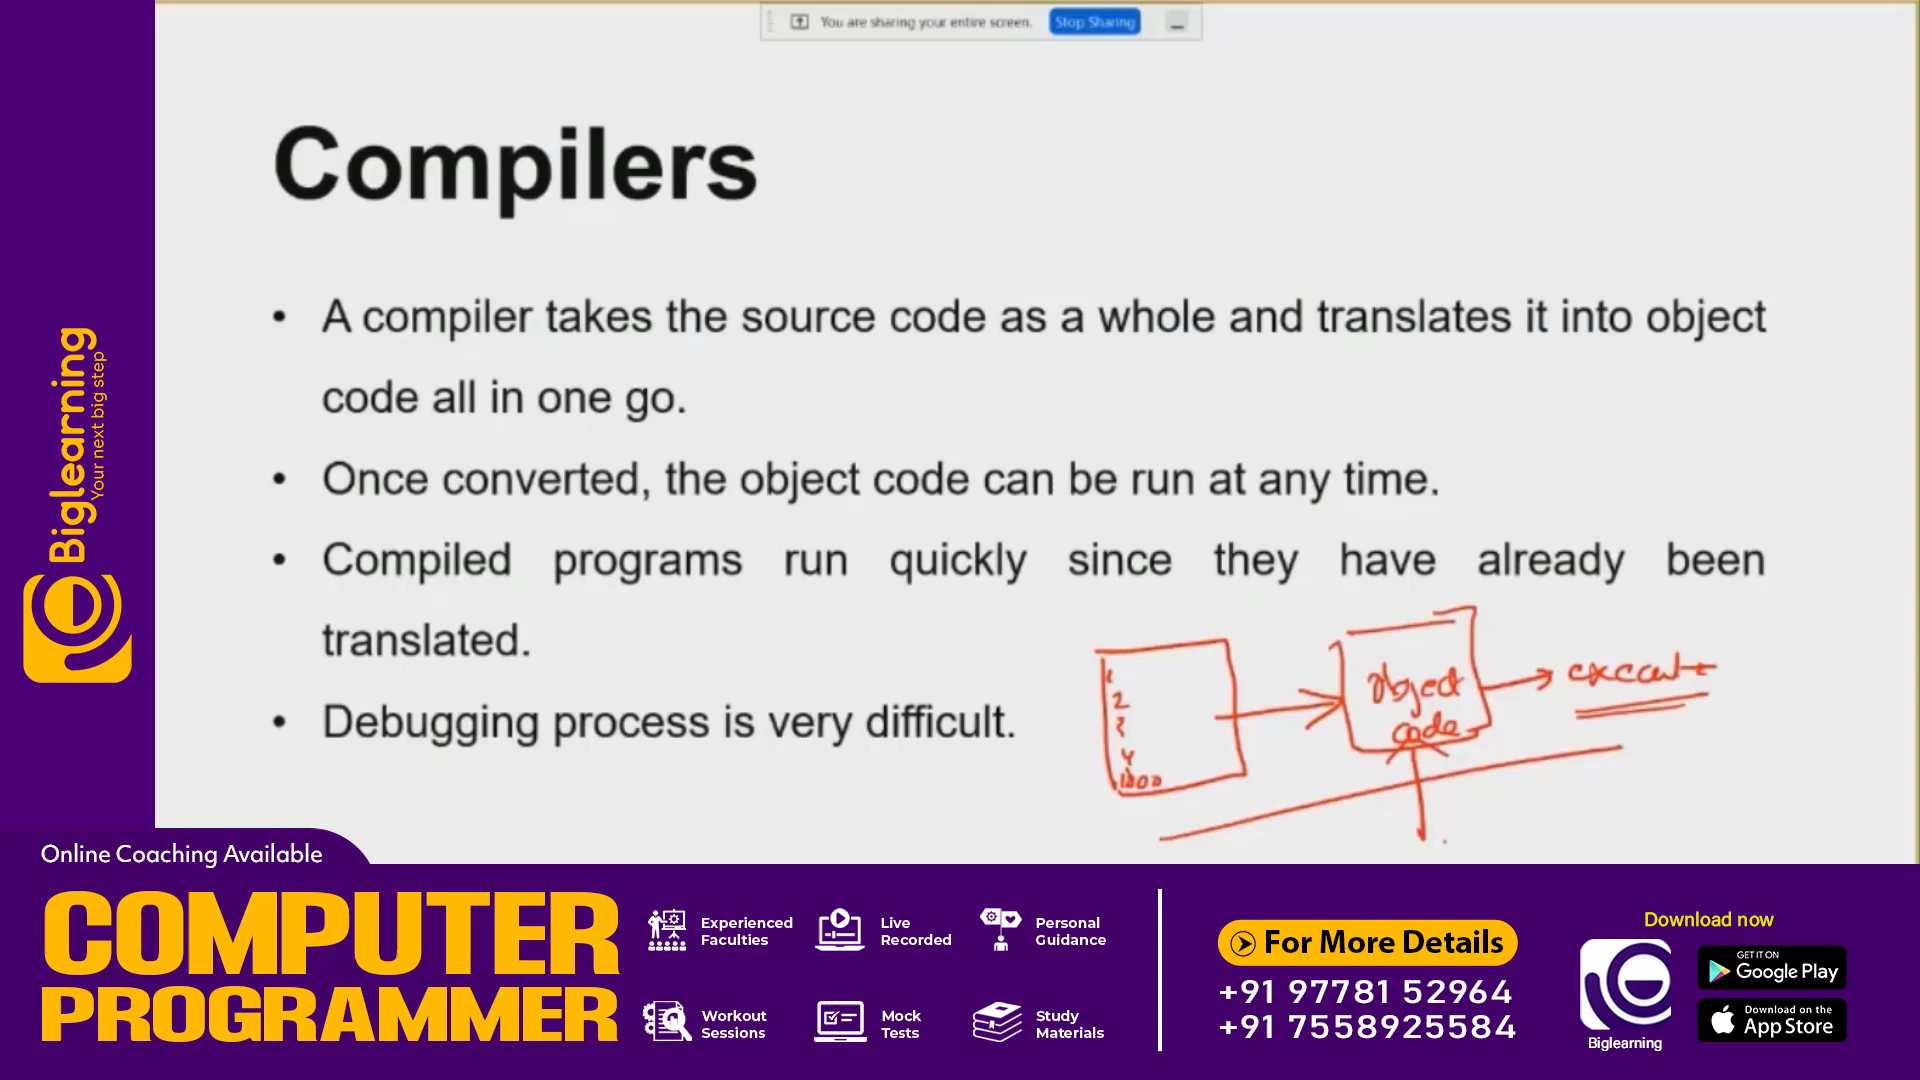 You are sharing your entire screen. Stop Sharing
Compilers
• A compiler takes the source code as a whole and translates it into object
code all in one go.
• Once converted, the object code can be run at any time.
• Compiled programs run quickly since they have already been
translated.
• Debugging process is very difficult.
1
2
3
4
1000
object
code
execute
Biglearning
Your next big step
Online Coaching Available
COMPUTER
PROGRAMMER
Experienced
Faculties
Live
Recorded
Personal
Guidance
Workout
Sessions
Mock
Tests
Study
Materials
For More Details
+91 97781 52964
+91 7558925584
Download now
Biglearning
GET IT ON
Google Play
Download on the
App Store